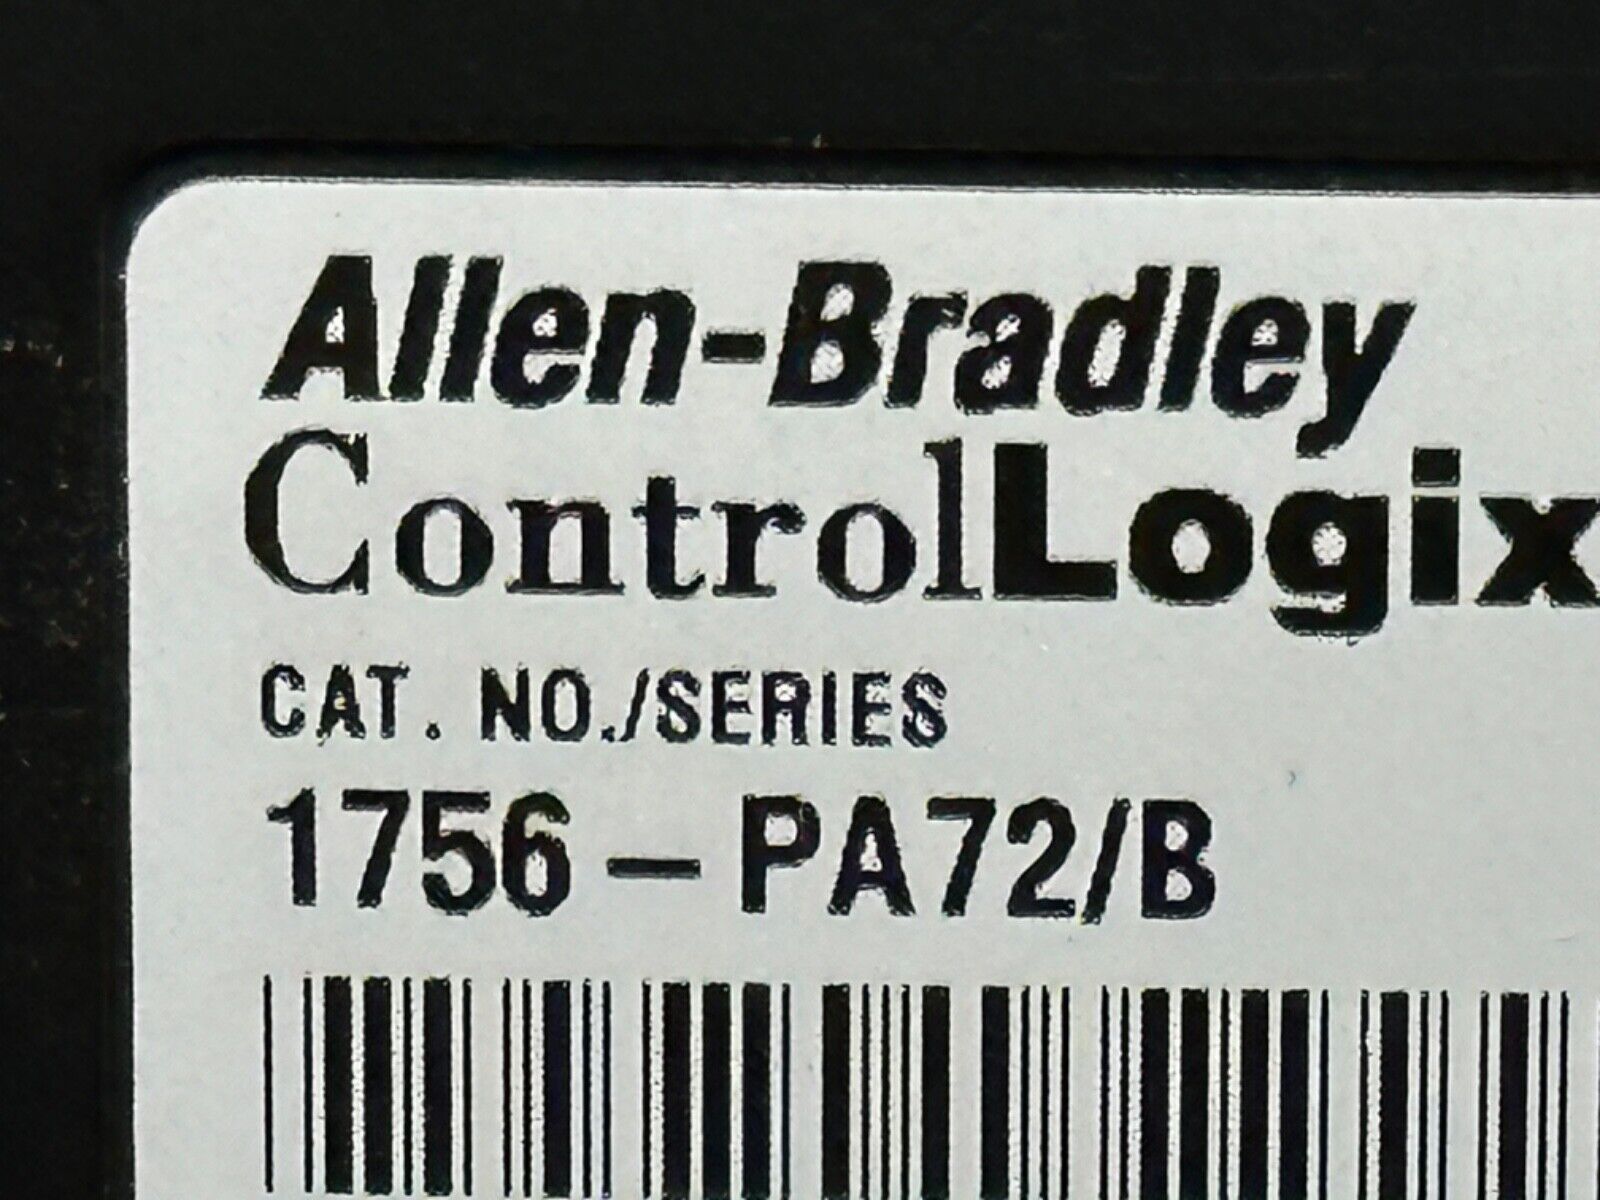 Allen-Bradley
ControlLogix
CAT. NO./SERIES
1756-PA72/B